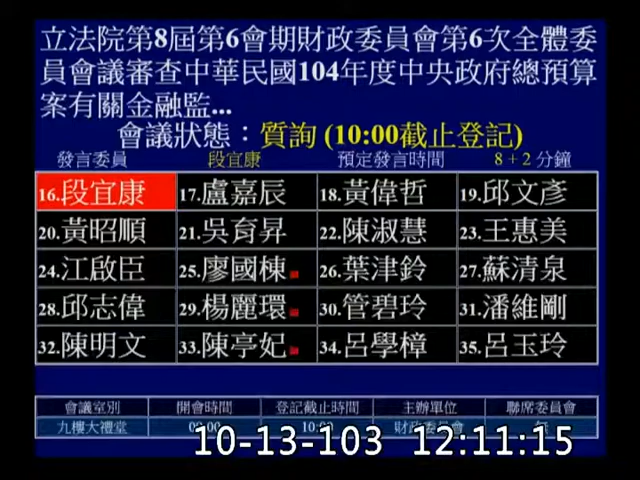 立法院第8屆第6會期財政委員會第6次全體委
員會議審查中華民國104年度中央政府總預算
案有關金融監...
會議狀態：質詢 (10:00截止登記)
發言委員 段宜康 預定發言時間 8 + 2 分鐘
16.段宜康 17.盧嘉辰 18.黃偉哲 19.邱文彥
20.黃昭順 21.吳育昇 22.陳淑慧 23.王惠美
24.江啟臣 25.廖國棟 26.葉津鈴 27.蘇清泉
28.邱志偉 29.楊麗環 30.管碧玲 31.潘維剛
32.陳明文 33.陳亭妃 34.呂學樟 35.呂玉玲
會議室別 開會時間 登記截止時間 主辦單位 聯席委員會
九樓大禮堂 財政委員會 無
10-13-103 12:11:15